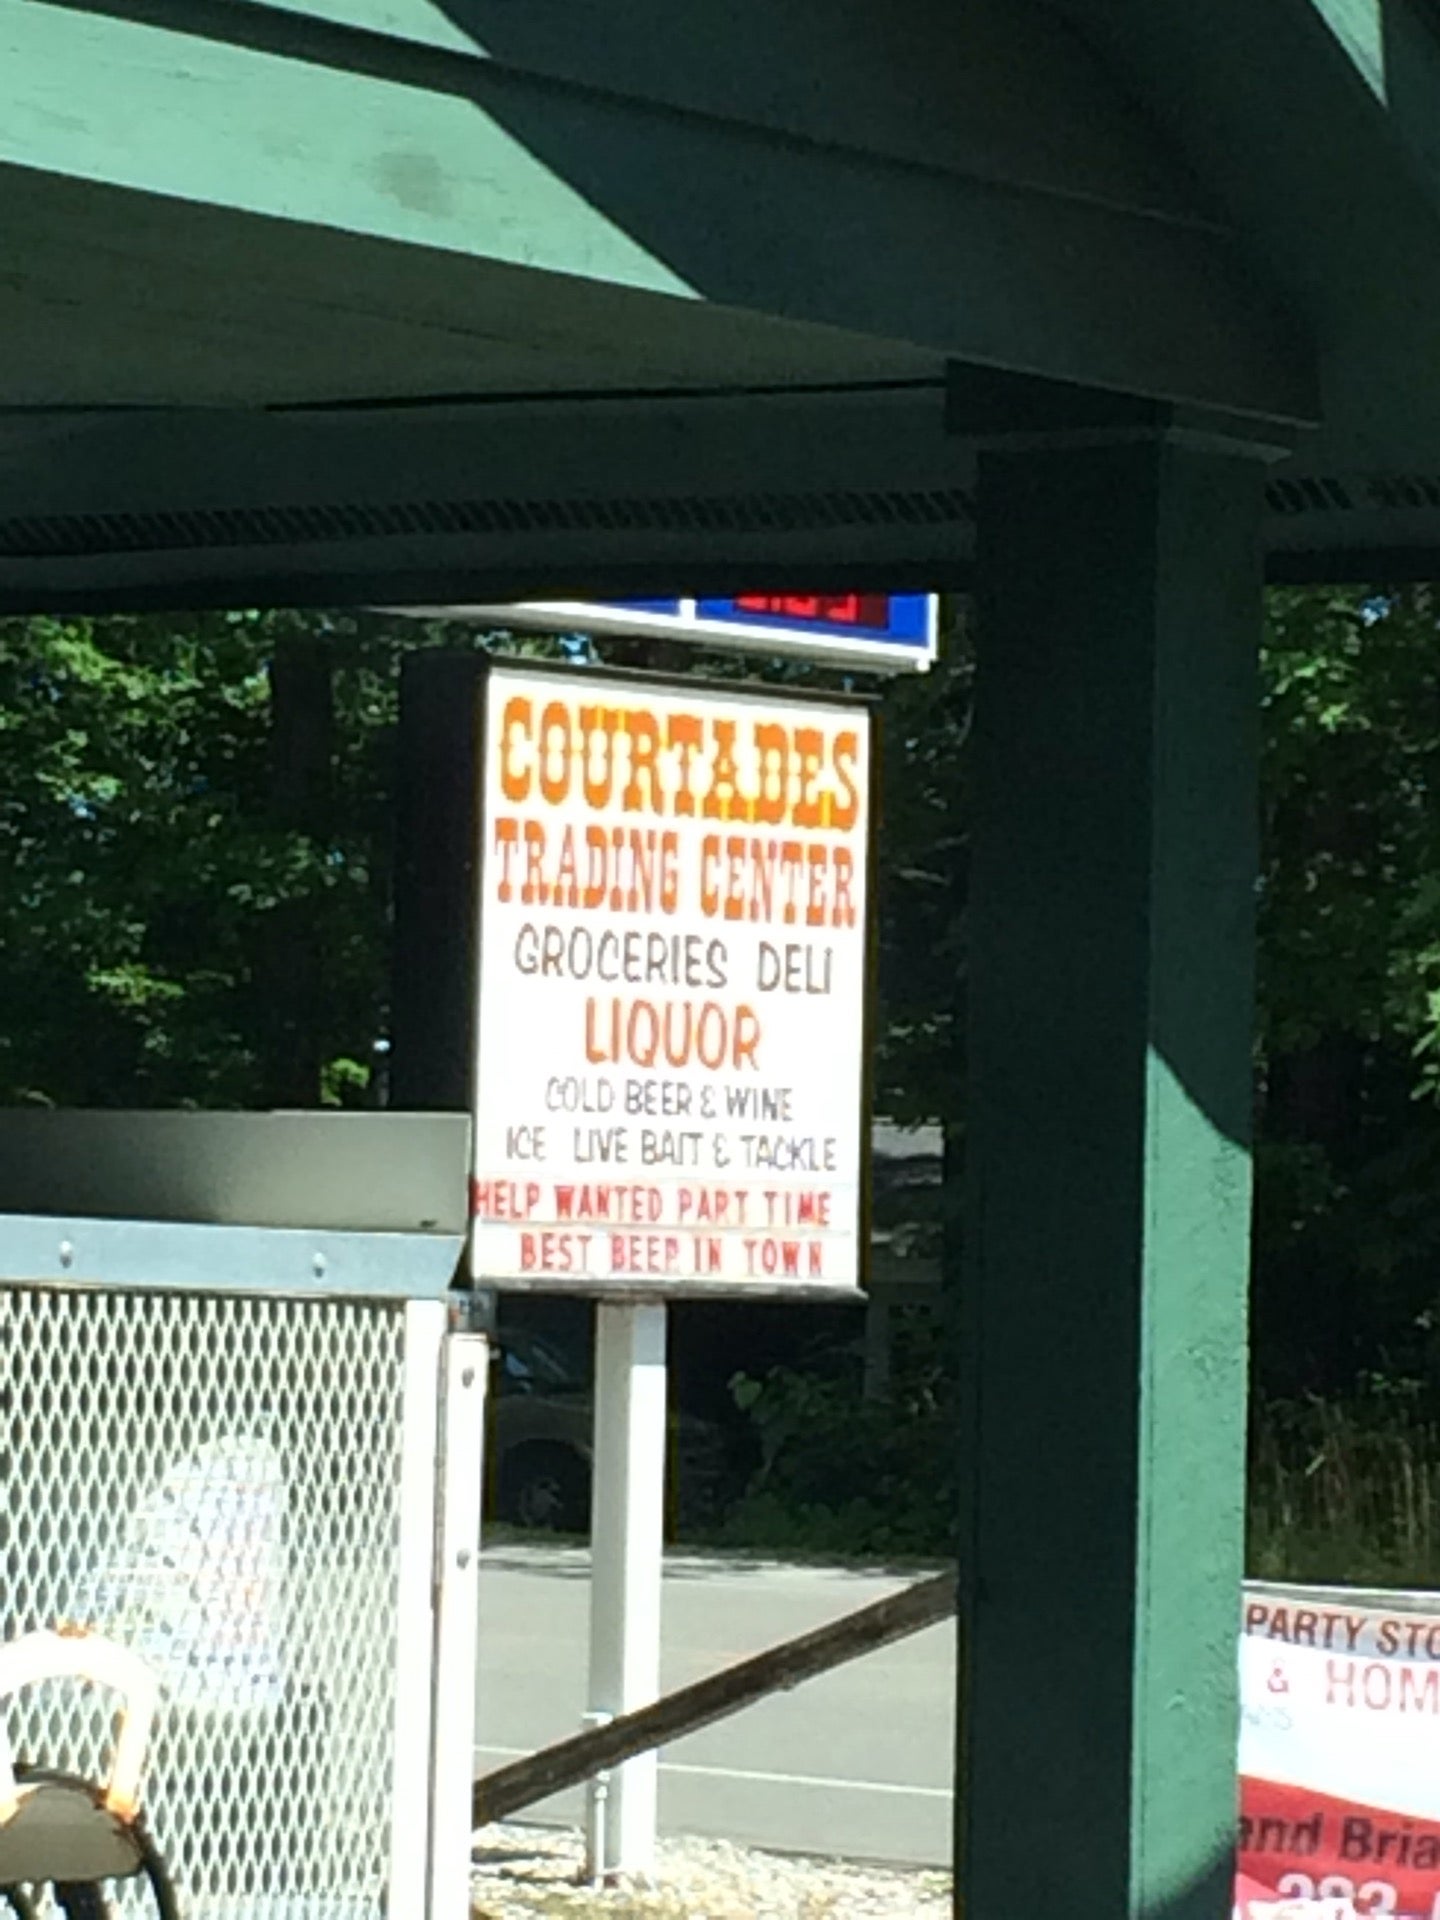 COURTADES
TRADING CENTER
GROCERIES DELI
LIQUOR
COLD BEER & WINE
ICE LIVE BAIT & TACKLE
HELP WANTED PART TIME
BEST BEER IN TOWN
PARTY STO
& HOM
and Bria